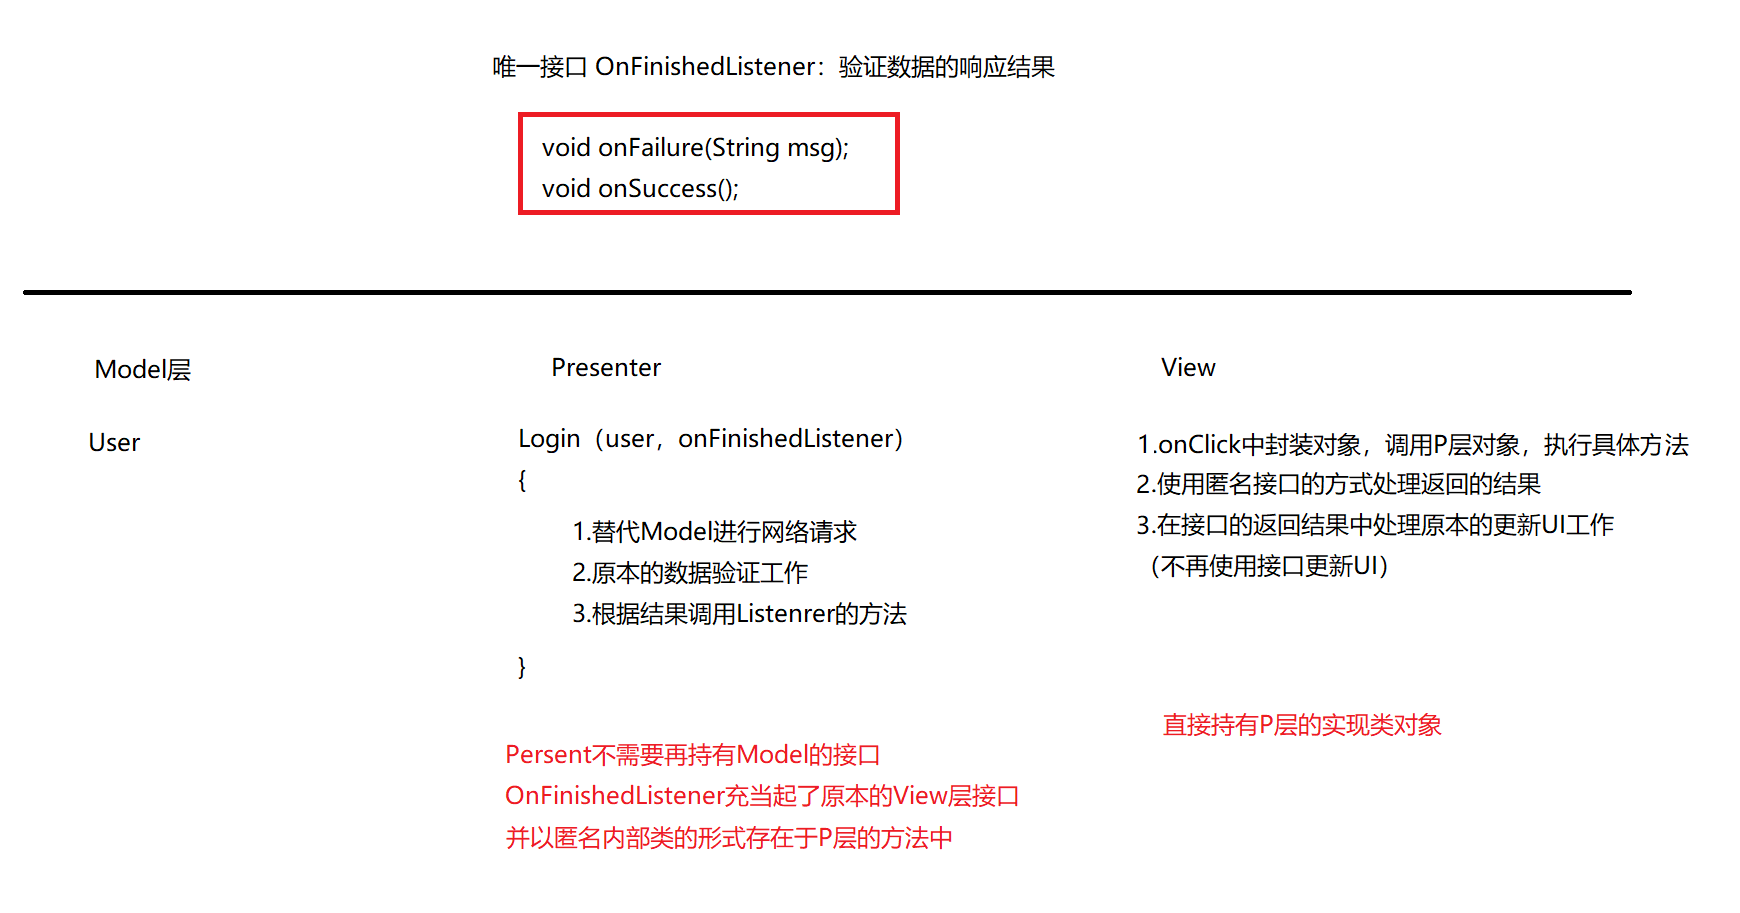 唯一接口 OnFinishedListener：验证数据的响应结果
void onFailure(String msg);
void onSuccess();
Model层
Presenter
View
User
Login（user，onFinishedListener）
{
1.替代Model进行网络请求
2.原本的数据验证工作
3.根据结果调用Listenrer的方法
}
1.onClick中封装对象，调用P层对象，执行具体方法
2.使用匿名接口的方式处理返回的结果
3.在接口的返回结果中处理原本的更新UI工作
（不再使用接口更新UI）
Persent不需要再持有Model的接口
OnFinishedListener充当起了原本的View层接口
并以匿名内部类的形式存在于P层的方法中
直接持有P层的实现类对象